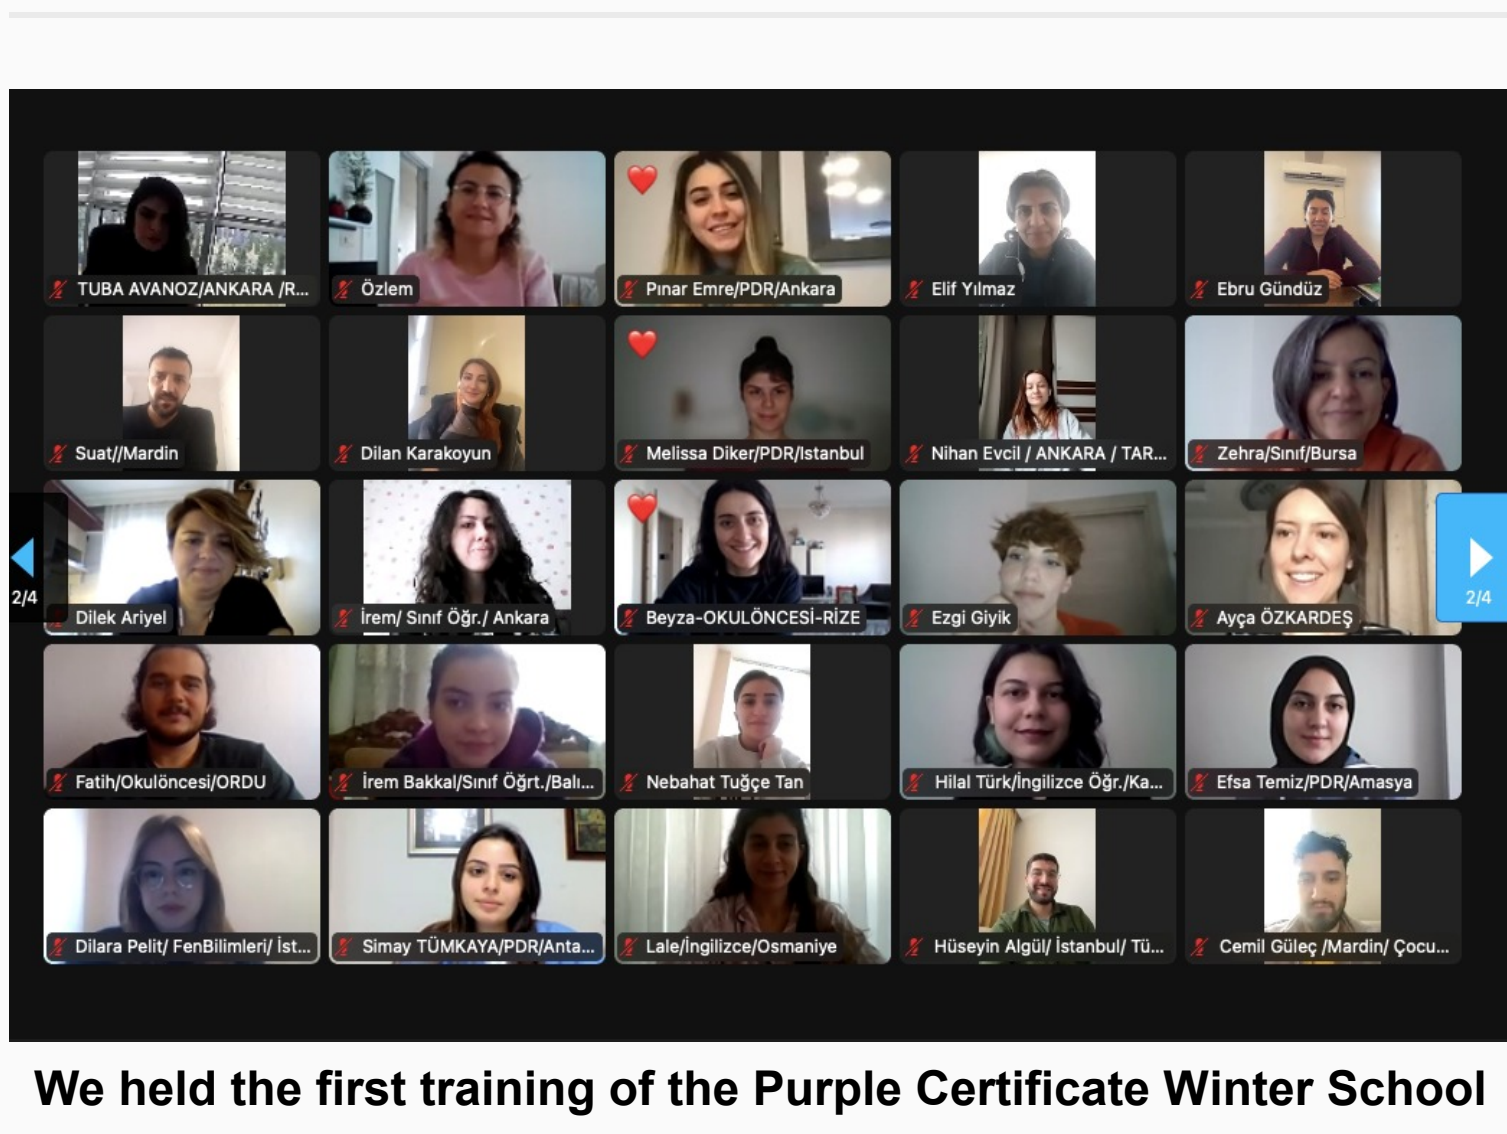 TUBA AVANOZ/ANKARA /R...
Özlem
Pınar Emre/PDR/Ankara
Elif Yılmaz
Ebru Gündüz
Suat//Mardin
Dilan Karakoyun
Melissa Diker/PDR/Istanbul
Nihan Evcil / ANKARA / TAR...
Zehra/Sınıf/Bursa
2/4
Dilek Ariyel
İrem/ Sınıf Öğr./ Ankara
Beyza-OKULÖNCESİ-RİZE
Ezgi Giyik
Ayça ÖZKARDEŞ
2/4
Fatih/Okulöncesi/ORDU
İrem Bakkal/Sınıf Öğrt./Balı...
Nebahat Tuğçe Tan
Hilal Türk/İngilizce Öğr./Ka...
Efsa Temiz/PDR/Amasya
Dilara Pelit/ FenBilimleri/ İst...
Simay TÜMKAYA/PDR/Anta...
Lale/İngilizce/Osmaniye
Hüseyin Algül/ İstanbul/ Tü...
Cemil Güleç /Mardin/ Çocu...
We held the first training of the Purple Certificate Winter School